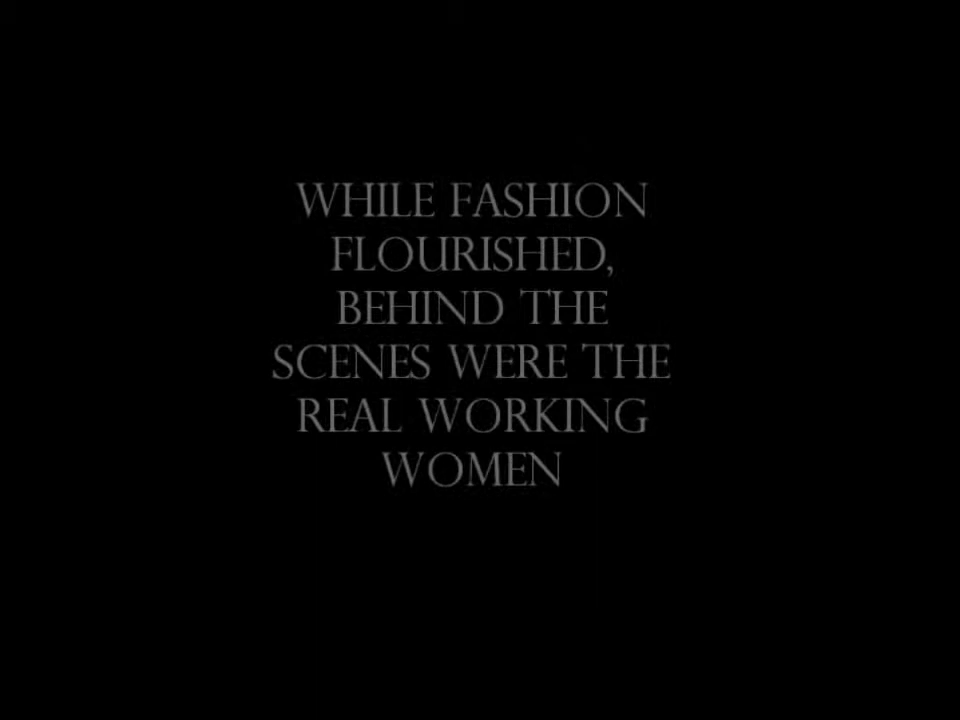 WHILE FASHION
FLOURISHED,
BEHIND THE
SCENES WERE THE
REAL WORKING
WOMEN